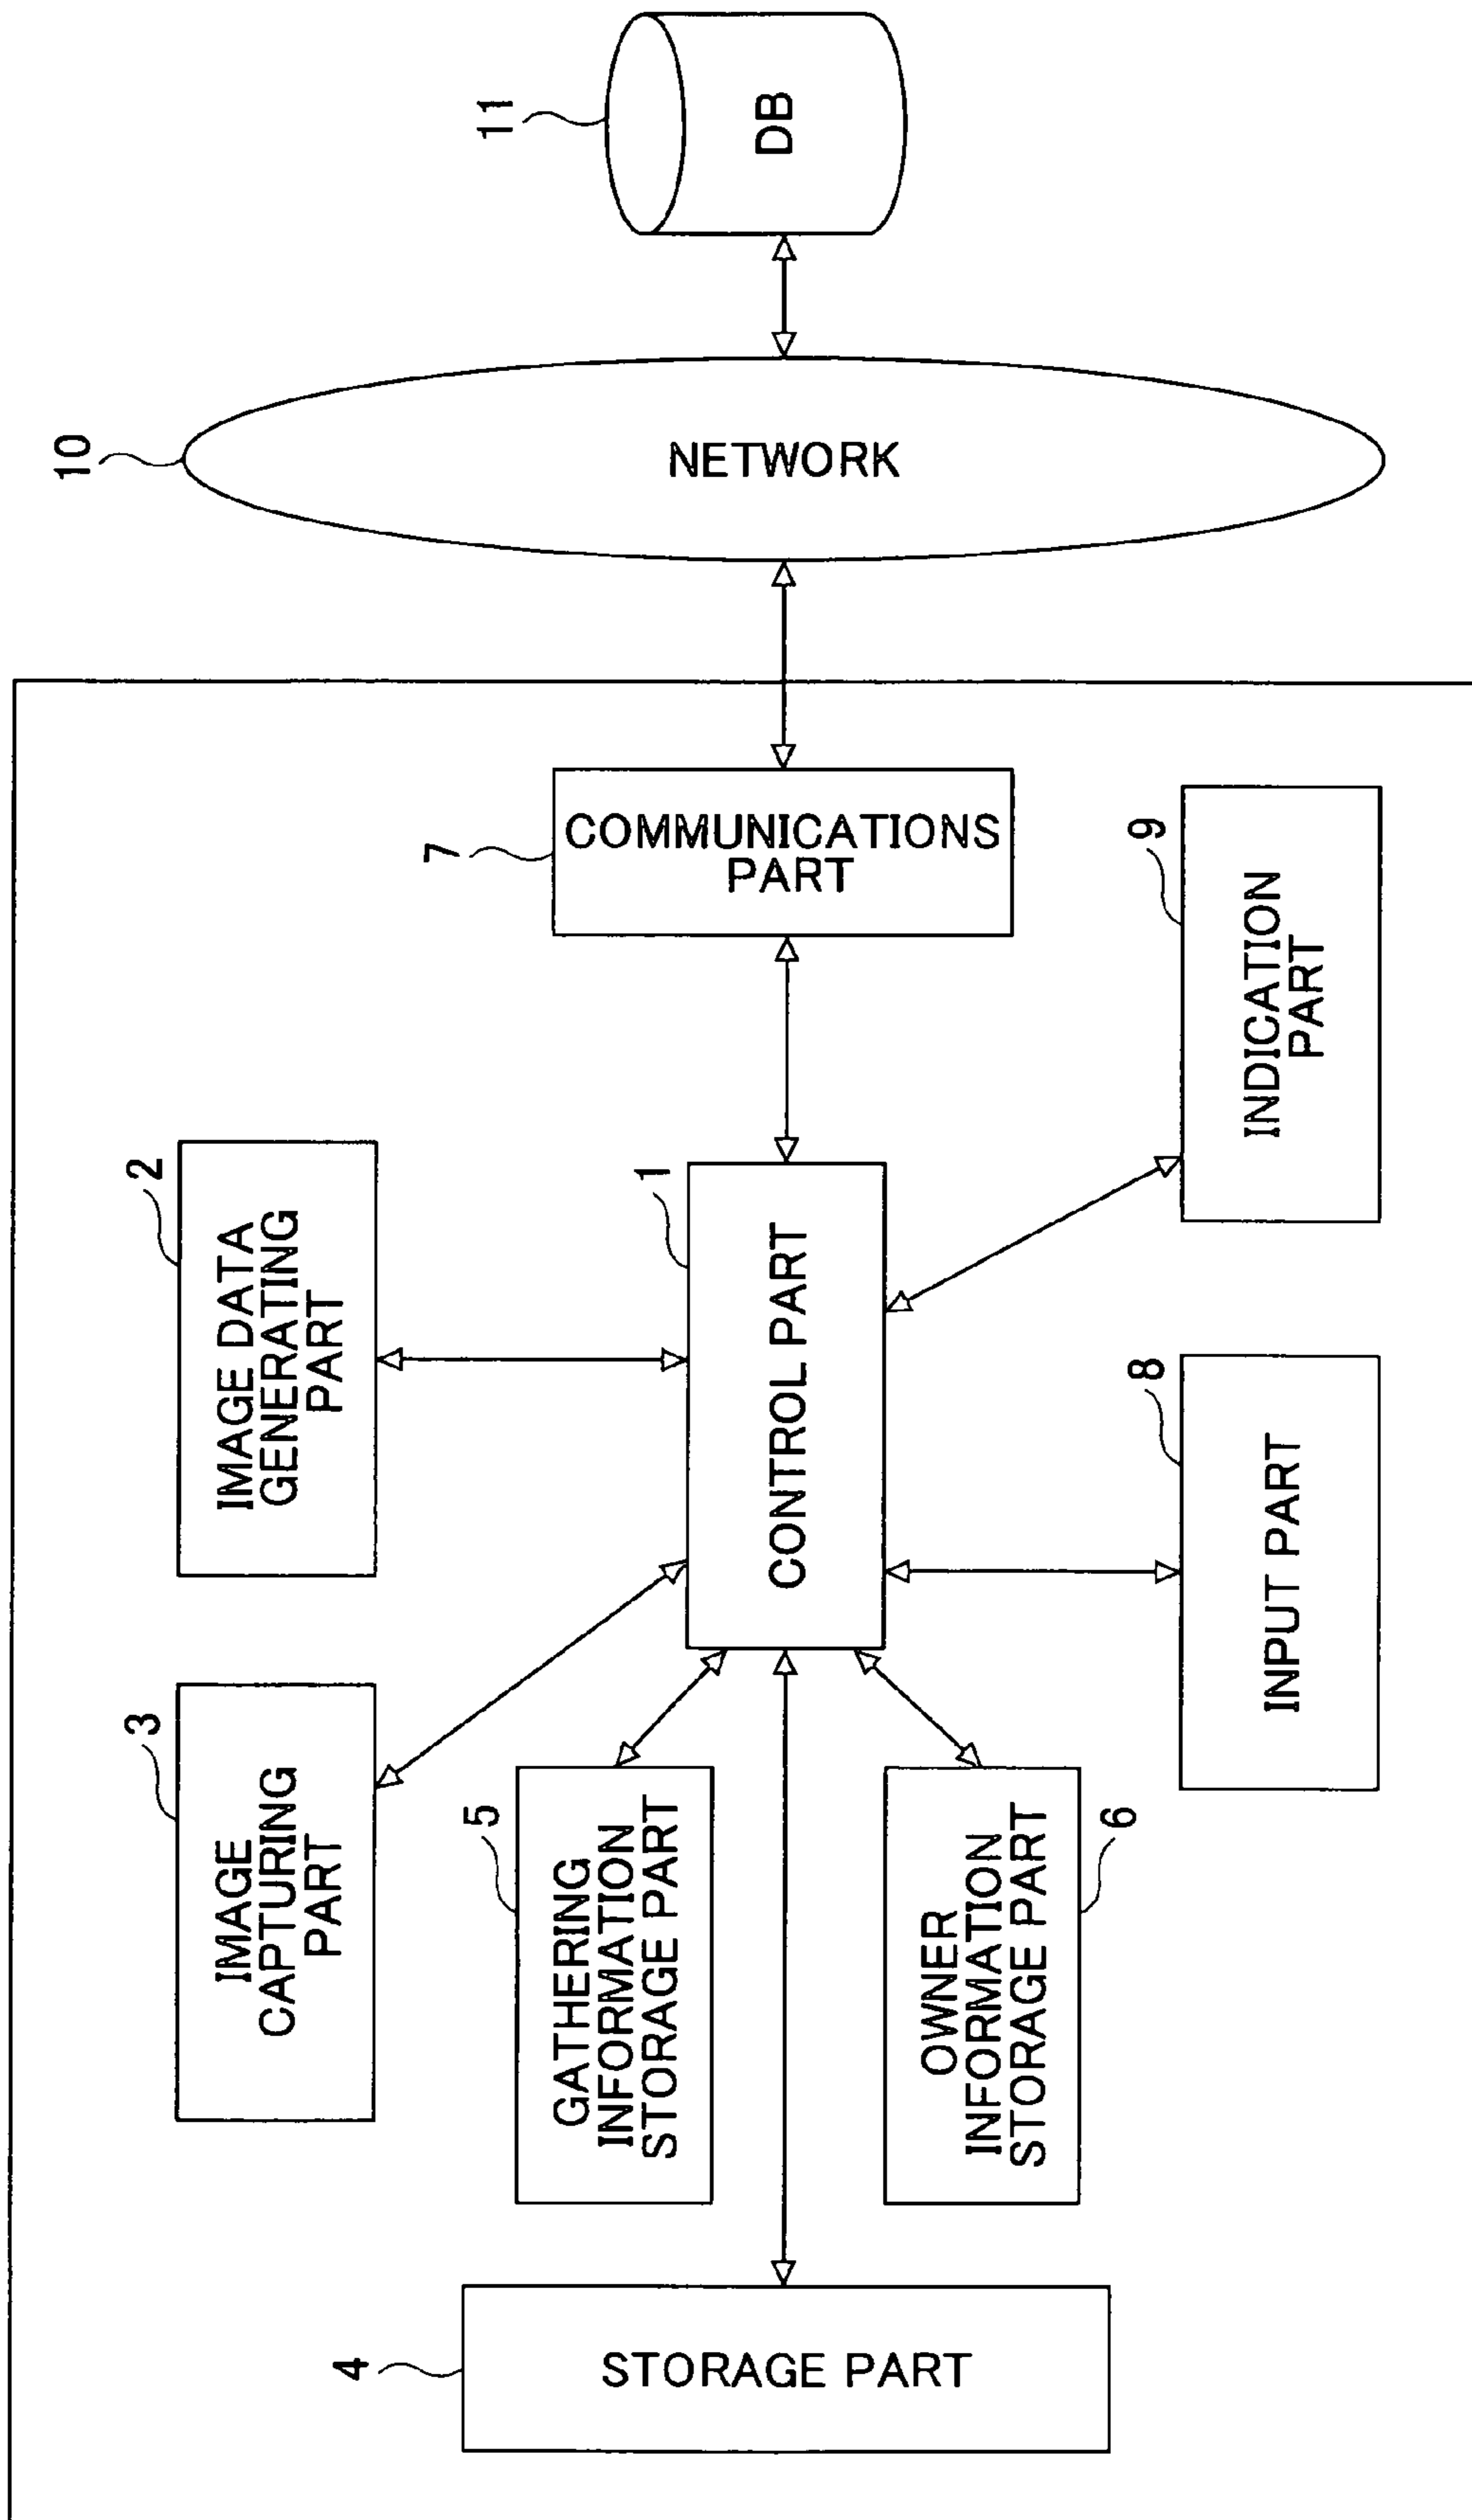 11
DB
10
NETWORK
7
COMMUNICATIONS
PART
9
INDICATION
PART
2
IMAGE DATA
GENERATING
PART
1
CONTROL PART
8
INPUT PART
3
IMAGE
CAPTURING
PART
5
GATHERING
INFORMATION
STORAGE PART
6
OWNER
INFORMATION
STORAGE PART
4
STORAGE PART